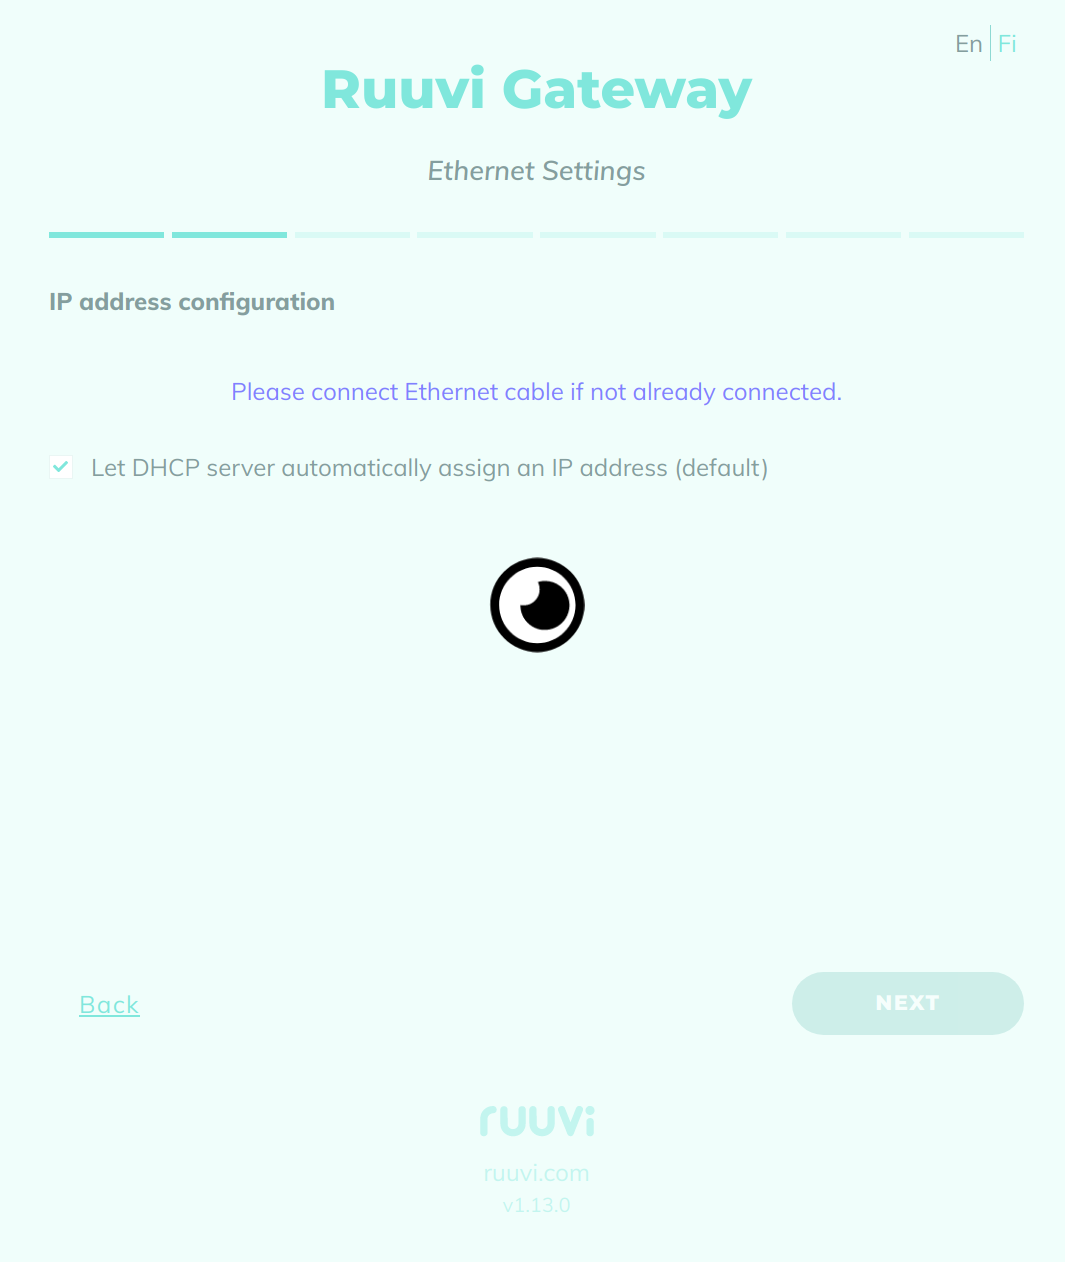 En Fi
Ruuvi Gateway
Ethernet Settings
IP address configuration
Please connect Ethernet cable if not already connected.
Let DHCP server automatically assign an IP address (default)
Back
NEXT
ruuvi
ruuvi.com
v1.13.0